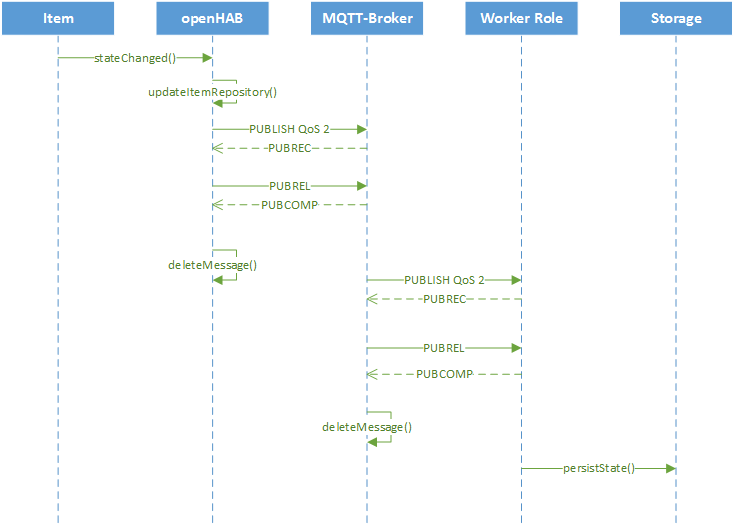 Item
openHAB
MQTT-Broker
Worker Role
Storage
stateChanged()
updateItemRepository()
PUBLISH QoS 2
PUBREC
PUBREL
PUBCOMP
deleteMessage()
PUBLISH QoS 2
PUBREC
PUBREL
PUBCOMP
deleteMessage()
persistState()